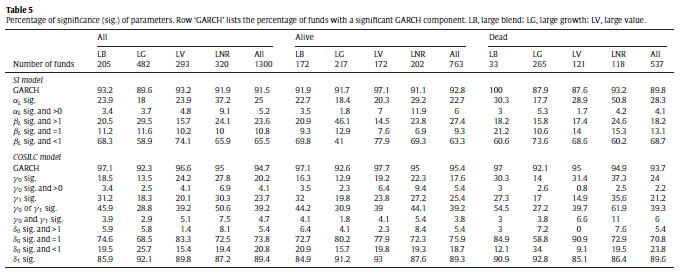 Table 5
Percentage of significance (sig.) of parameters. Row ‘GARCH’ lists the percentage of funds with a significant GARCH component. LB, large blend; LG, large growth; LV, large value.
All Alive Dead
LB LG LV LNR All LB LG LV LNR All LB LG LV LNR All
Number of funds 205 482 293 320 1300 172 217 172 202 763 33 265 121 118 537
SI model
GARCH 93.2 89.6 93.2 91.9 91.5 91.9 91.7 97.1 91.1 92.8 100 87.9 87.6 93.2 89.8
αL sig. 23.9 18 23.9 37.2 25 22.7 18.4 20.3 29.2 22.7 30.3 17.7 28.9 50.8 28.3
αL sig. and >0 3.4 3.7 4.8 9.1 5.2 3.5 1.8 7 11.9 6 3 5.3 1.7 4.2 4.1
βL sig. and >1 20.5 29.5 15.7 24.1 23.6 20.9 46.1 14.5 23.8 27.4 18.2 15.8 17.4 24.6 18.2
βL sig. and =1 11.2 11.6 10.2 10 10.8 9.3 12.9 7.6 6.9 9.3 21.2 10.6 14 15.3 13.1
βL sig. and <1 68.3 58.9 74.1 65.9 65.5 69.8 41 77.9 69.3 63.3 60.6 73.6 68.6 60.2 68.7
COSILC model
GARCH 97.1 92.3 96.6 95 94.7 97.1 92.6 97.7 95 95.4 97 92.1 95 94.9 93.7
γ0 sig. 18.5 13.5 24.2 27.8 20.2 16.3 12.9 19.2 22.3 17.6 30.3 14 31.4 37.3 24
γ0 sig. and >0 3.4 2.5 4.1 6.9 4.1 3.5 2.3 6.4 9.4 5.4 3 2.6 0.8 2.5 2.2
γ1 sig. 31.2 18.3 20.1 30.3 23.7 32 19.8 23.8 27.2 25.4 27.3 17 14.9 35.6 21.2
γ0 or γ1 sig. 45.9 28.8 39.2 50.6 39.2 44.2 30.9 39 44.1 39.2 54.5 27.2 39.7 61.9 39.3
γ0 and γ1 sig. 3.9 2.9 5.1 7.5 4.7 4.1 1.8 4.1 5.4 3.8 3 3.8 6.6 11 6
δ0 sig. and >1 5.9 5.8 1.4 8.1 5.4 6.4 4.1 2.3 8.4 5.4 3 7.2 0 7.6 5.4
δ0 sig. and =1 74.6 68.5 83.3 72.5 73.8 72.7 80.2 77.9 72.3 75.9 84.9 58.8 90.9 72.9 70.8
δ0 sig. and <1 19.5 25.7 15.4 19.4 20.8 20.9 15.7 19.8 19.3 18.7 12.1 34 9.1 19.5 23.8
δ1 sig. 85.9 92.1 89.8 87.2 89.4 84.9 91.2 93 87.6 89.3 90.9 92.8 85.1 86.4 89.6